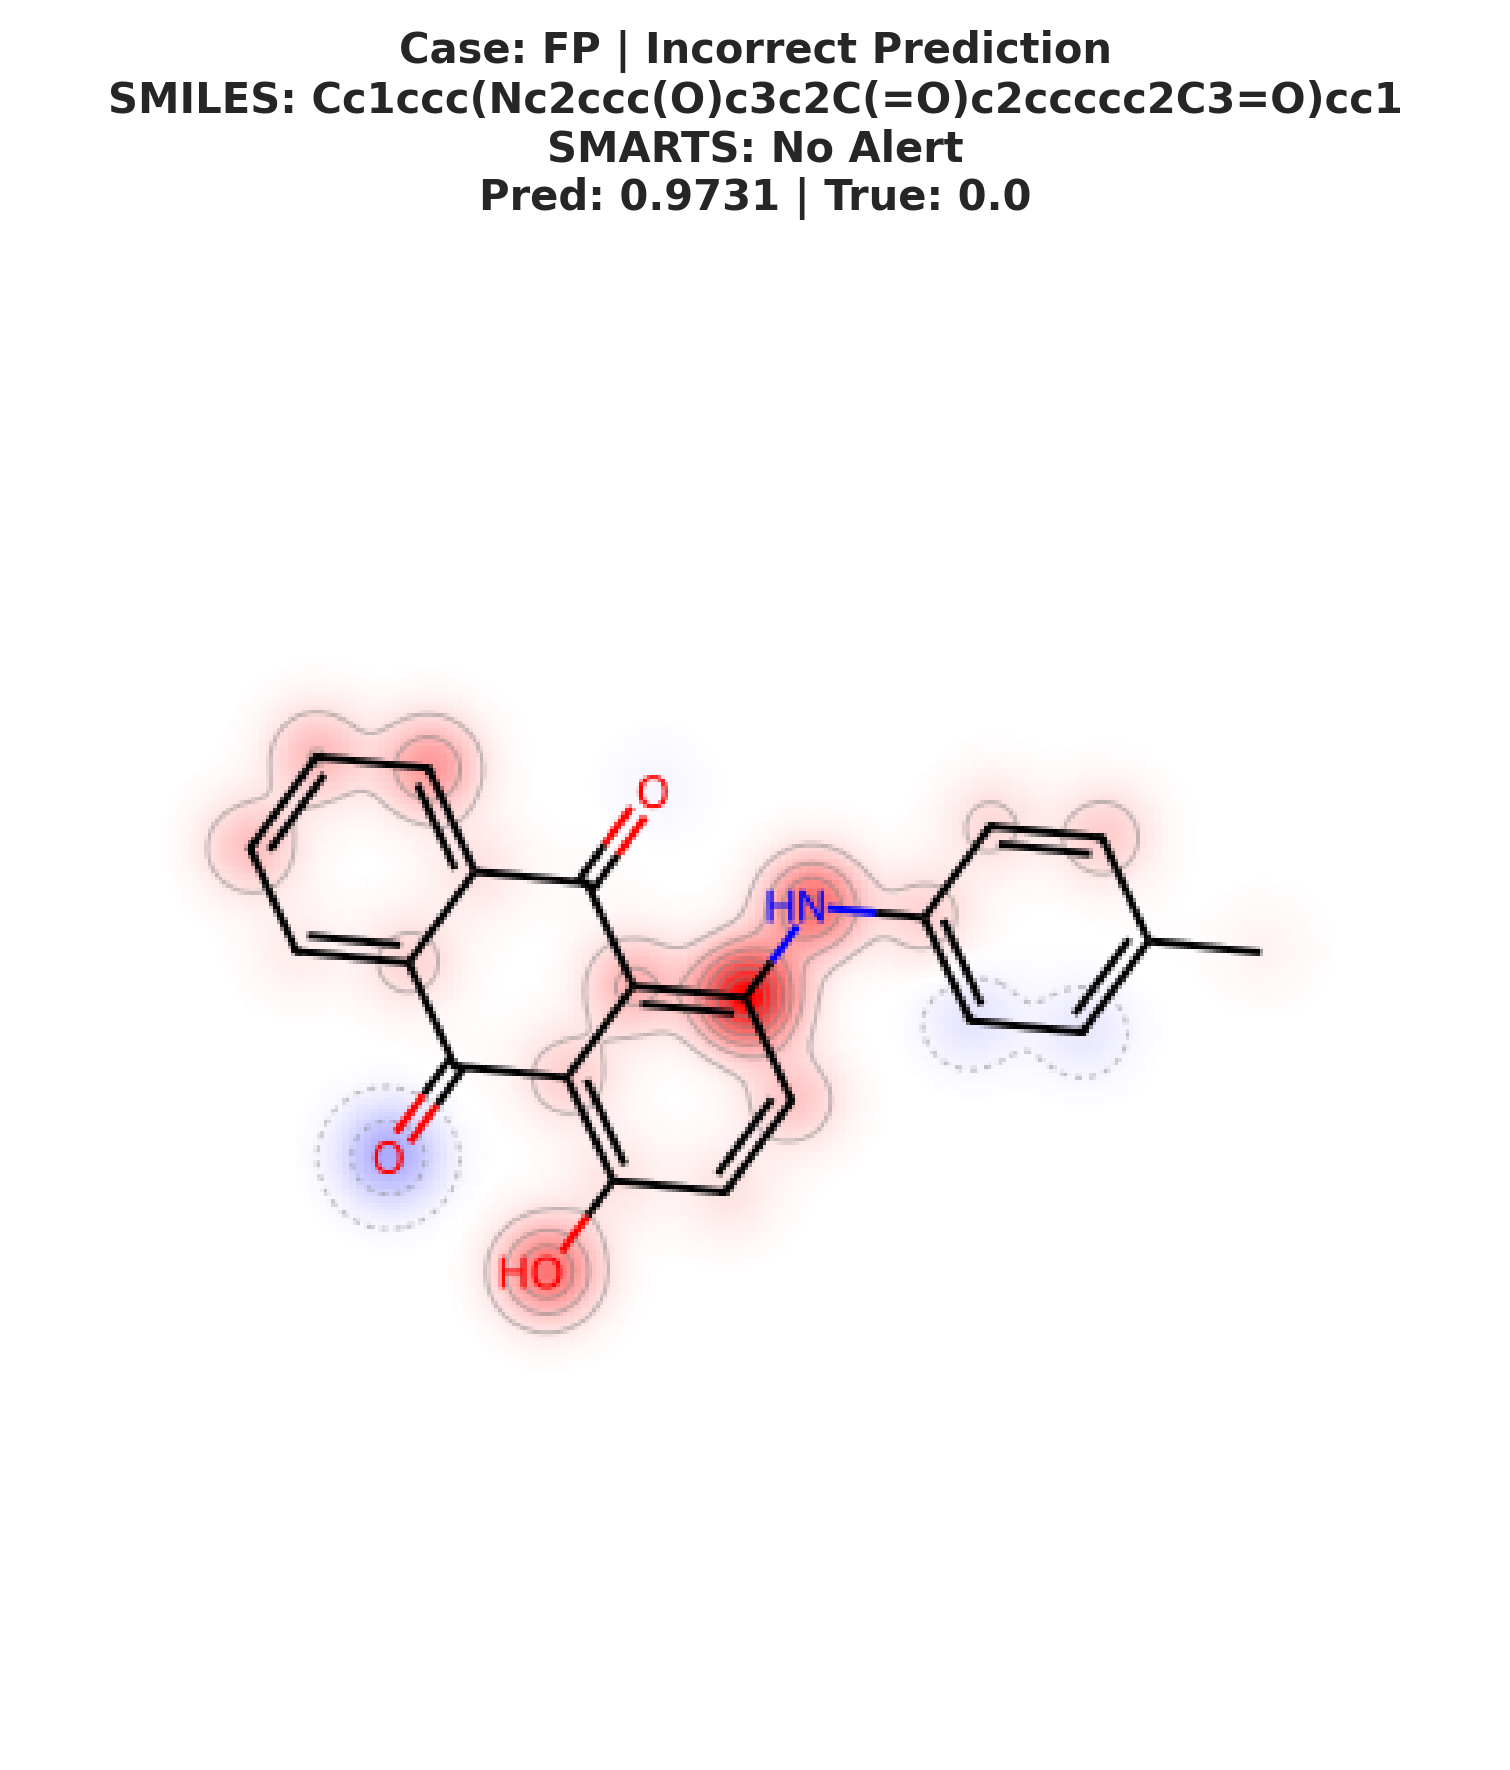 Case: FP | Incorrect Prediction
SMILES: Cc1ccc(Nc2ccc(O)c3c2C(=O)c2ccccc2C3=O)cc1
SMARTS: No Alert
Pred: 0.9731 | True: 0.0
O
HN
O
HO